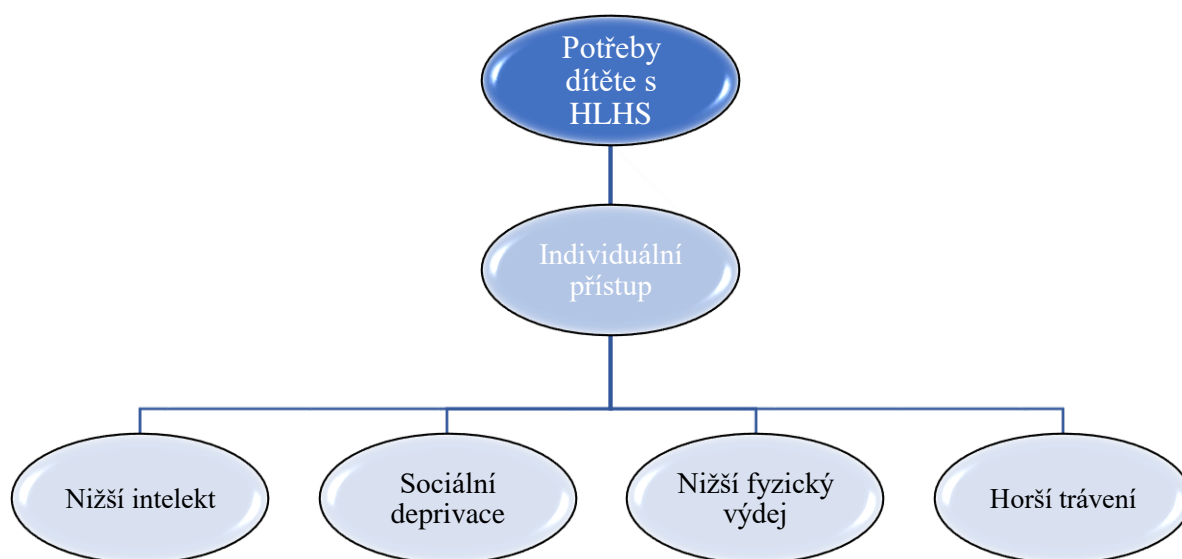 Potřeby
dítěte s
HLHS
Individuální
přístup
Nižší intelekt
Sociální
deprivace
Nižší fyzický
výdej
Horší trávení